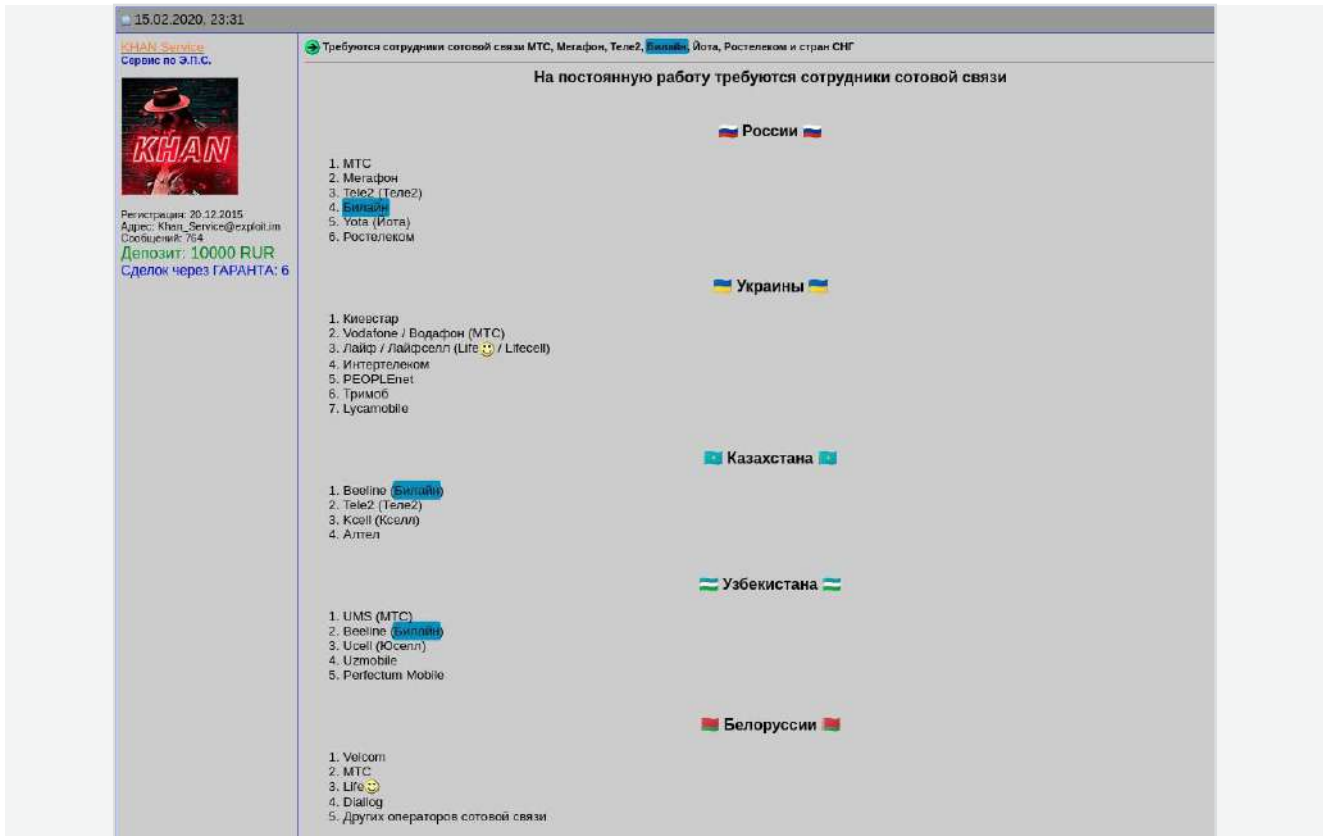 15.02.2020, 23:31
KHAN Service
Сервис по Э.П.С.
KHAN
Регистрация: 20.12.2015
Адрес: Khan_Service@exploit.im
Сообщений: 764
Депозит: 10000 RUR
Сделок через ГАРАНТА: 6
Требуются сотрудники сотовой связи МТС, Мегафон, Теле2, Билайн, Йота, Ростелеком и стран СНГ
На постоянную работу требуются сотрудники сотовой связи
России
1. МТС
2. Мегафон
3. Tele2 (Теле2)
4. Билайн
5. Yota (Йота)
6. Ростелеком
Украины
1. Киевстар
2. Vodafone / Водафон (МТС)
3. Лайф / Лайфселл (Life / Lifecell)
4. Интертелеком
5. PEOPLEnet
6. Тримоб
7. Lycamobile
Казахстана
1. Beeline (Билайн)
2. Tele2 (Теле2)
3. Kcell (Кселл)
4. Алтел
Узбекистана
1. UMS (МТС)
2. Beeline (Билайн)
3. Ucell (Юселл)
4. Uzmobile
5. Perfectum Mobile
Белоруссии
1. Velcom
2. МТС
3. Life
4. Diallog
5. Других операторов сотовой связи